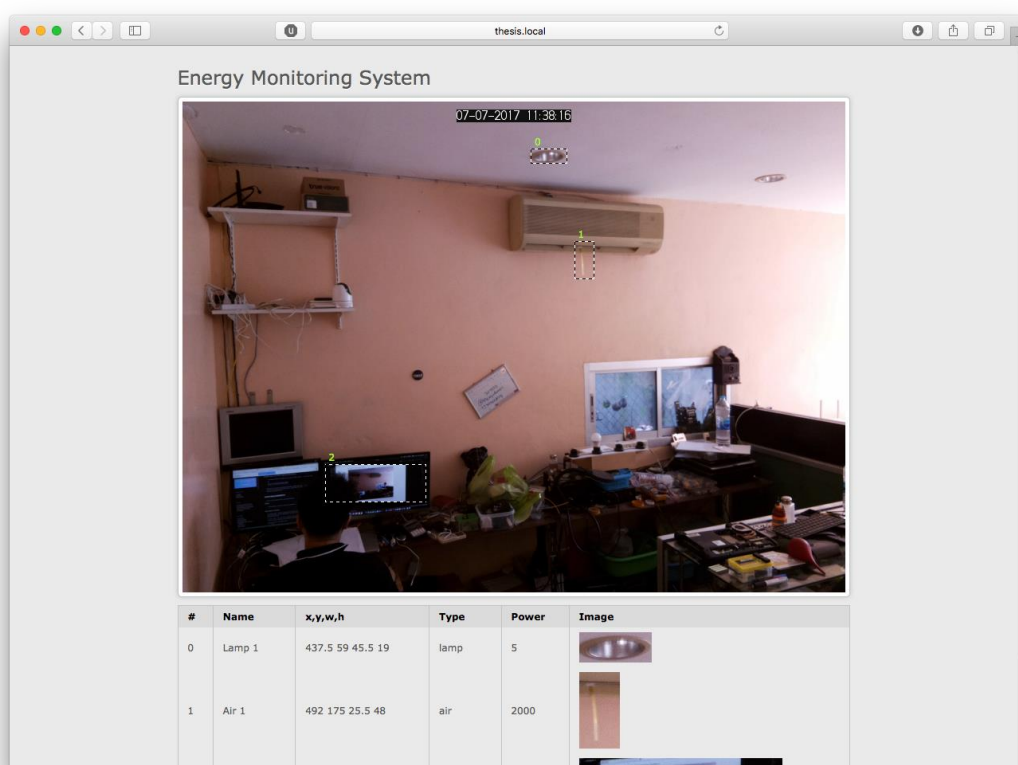 U
thesis.local
Energy Monitoring System
07-07-2017 11:38:16
0
1
2
# Name x,y,w,h Type Power Image
0 Lamp 1 437.5 59 45.5 19 lamp 5
1 Air 1 492 175 25.5 48 air 2000